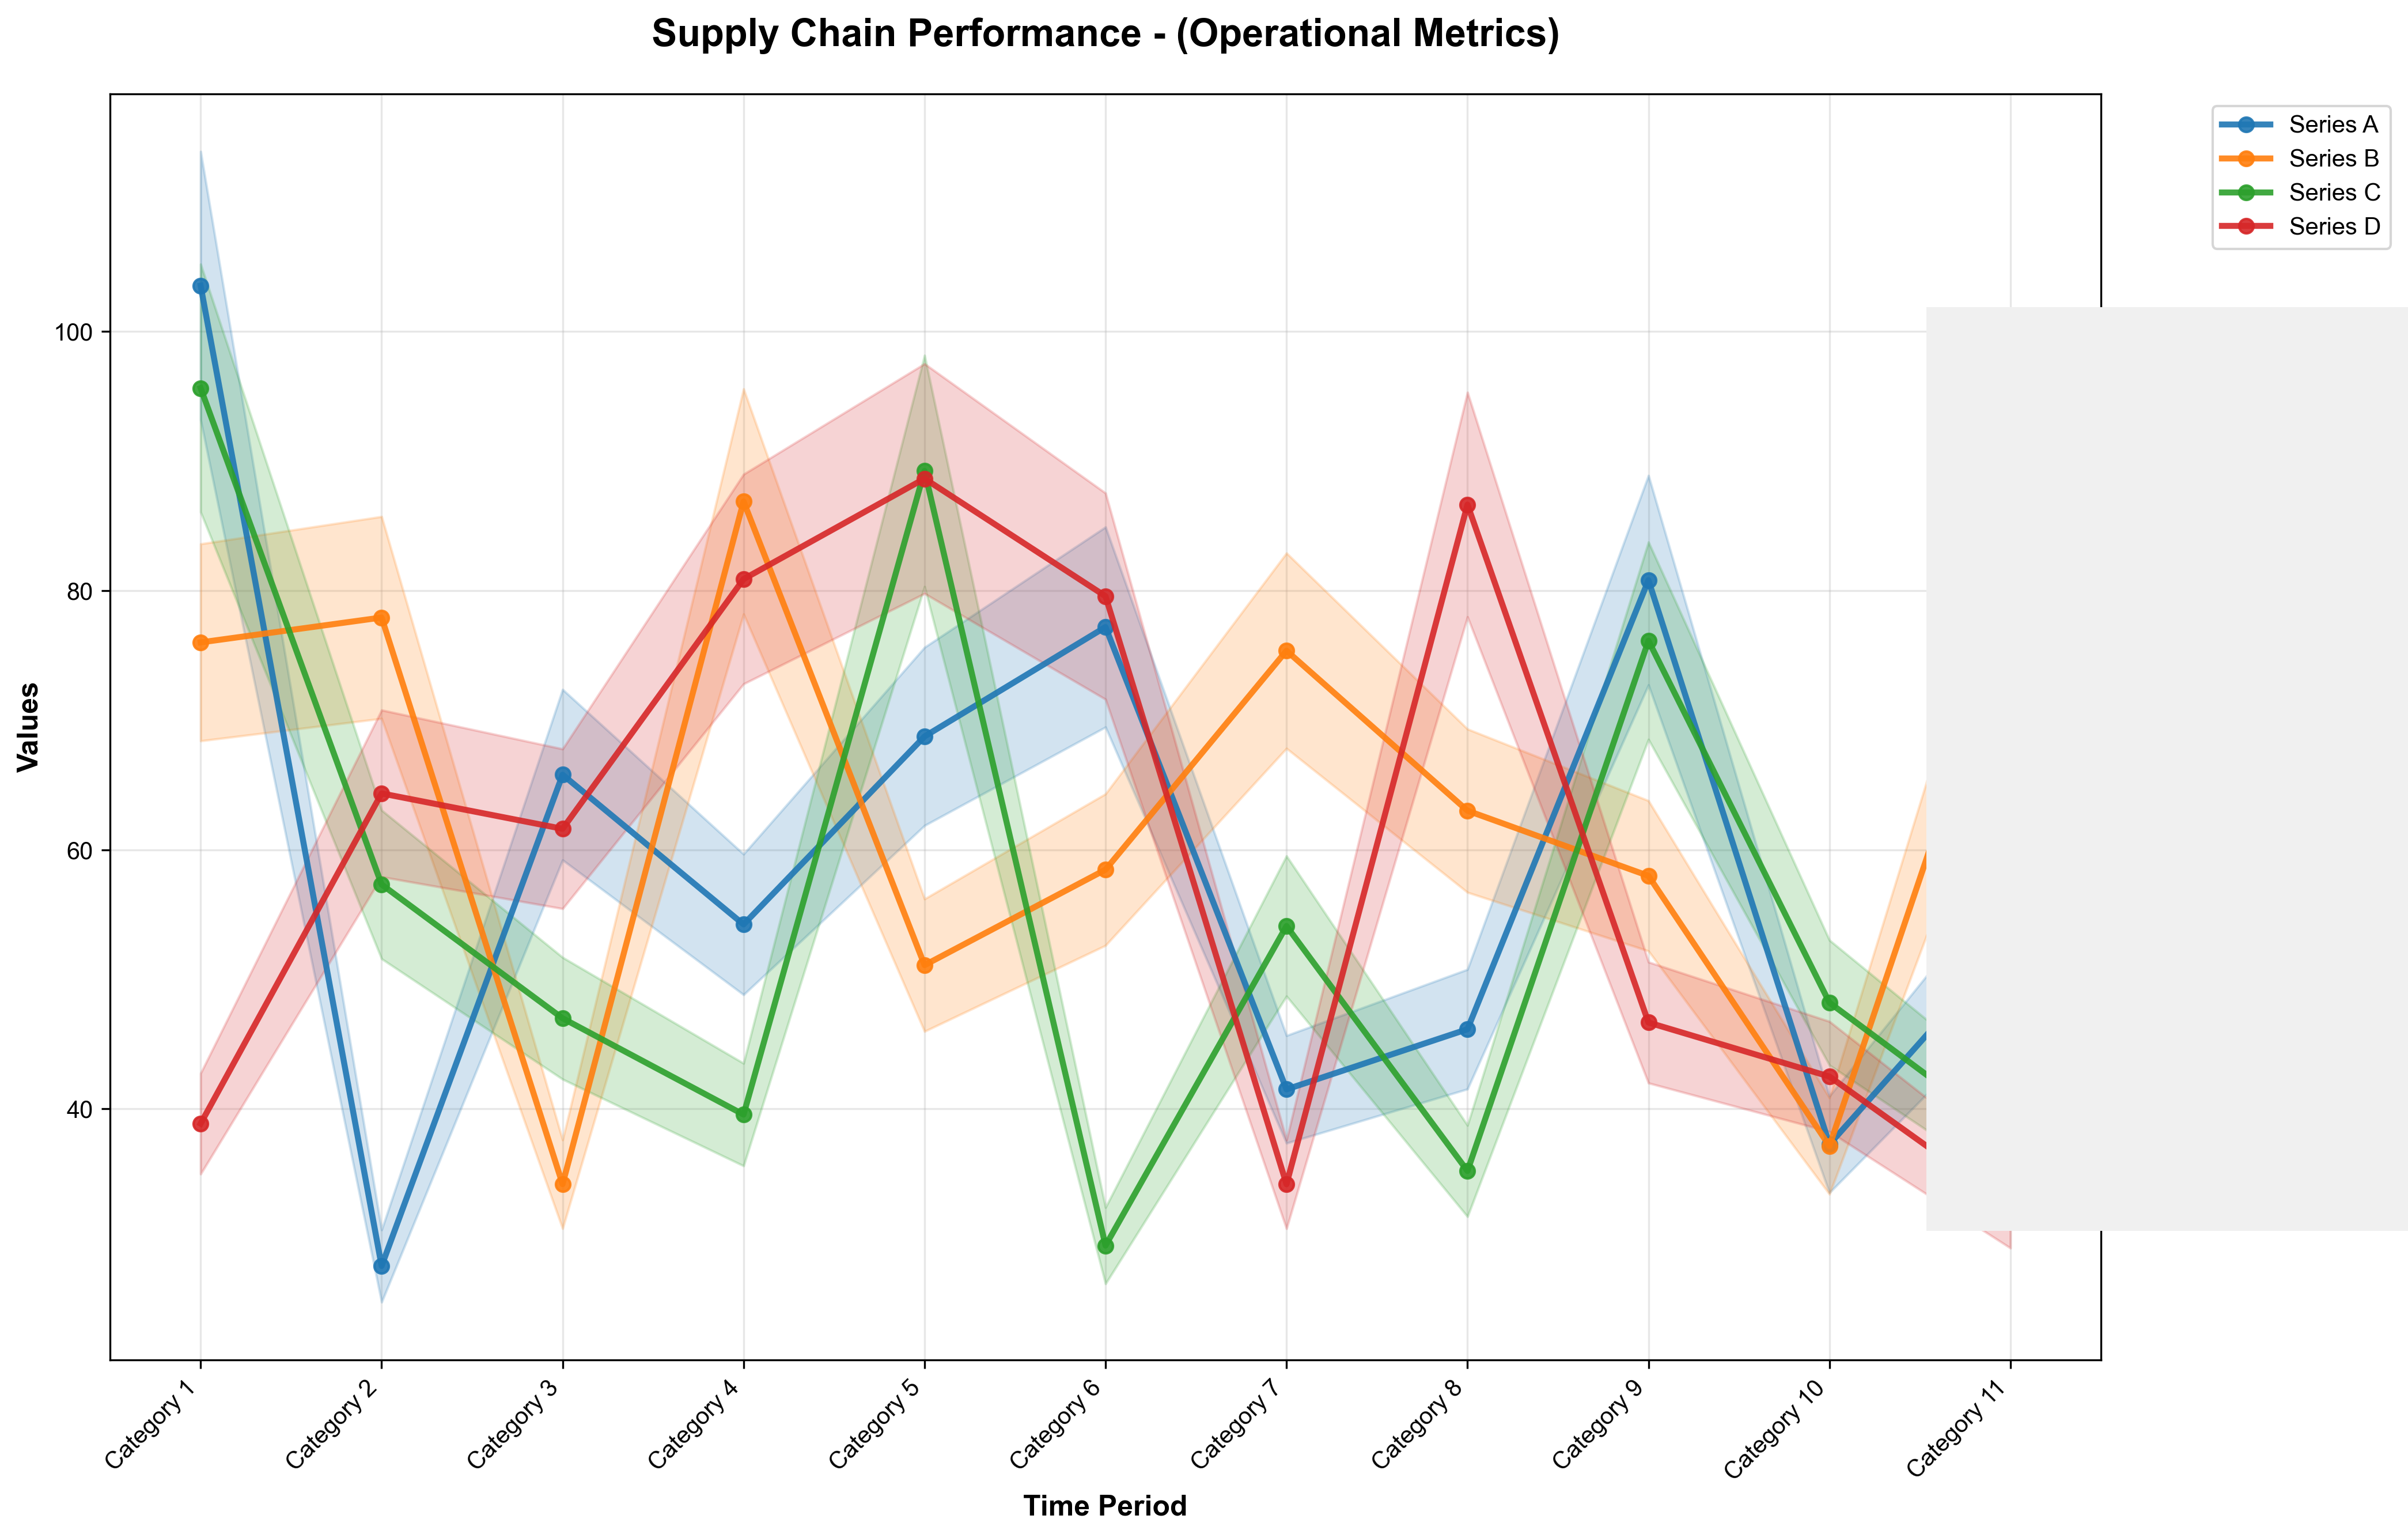 Supply Chain Performance - (Operational Metrics)
Series A
Series B
Series C
Series D
Values
100
80
60
40
Category 1
Category 2
Category 3
Category 4
Category 5
Category 6
Category 7
Category 8
Category 9
Category 10
Category 11
Time Period